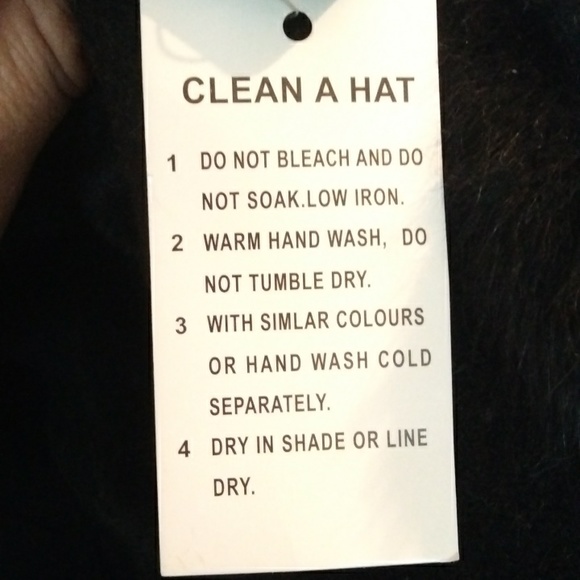 CLEAN A HAT
1 DO NOT BLEACH AND DO
NOT SOAK.LOW IRON.
2 WARM HAND WASH, DO
NOT TUMBLE DRY.
3 WITH SIMLAR COLOURS
OR HAND WASH COLD
SEPARATELY.
4 DRY IN SHADE OR LINE
DRY.